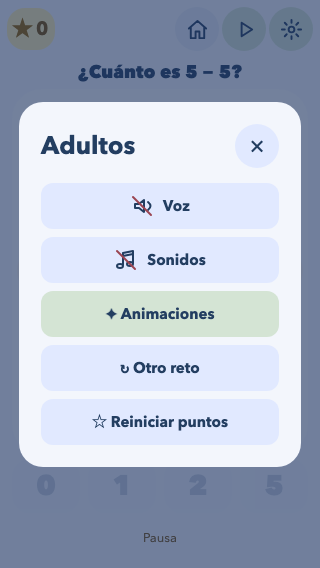 ★ 0
¿Cuánto es 5 − 5?
Adultos
Voz
Sonidos
✦ Animaciones
↻ Otro reto
☆ Reiniciar puntos
0 1 2 5
Pausa